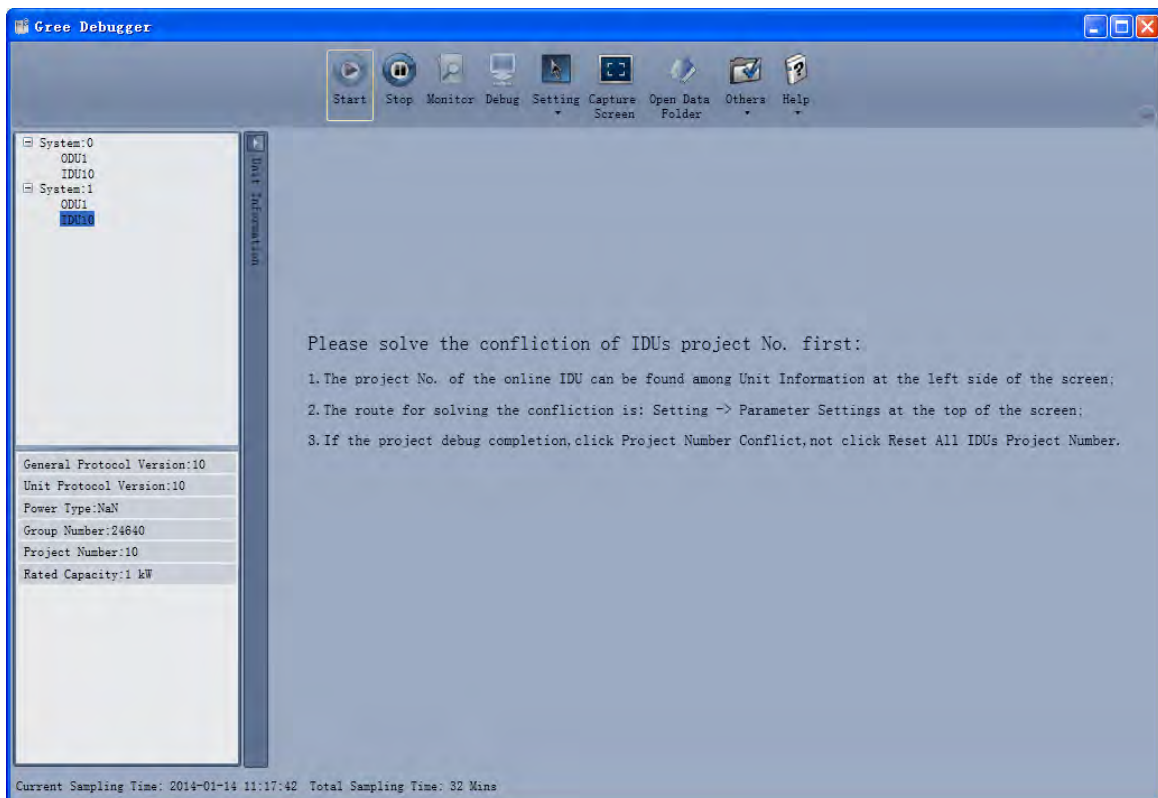 Gree Debugger
Start Stop Monitor Debug Setting Capture Screen Open Data Folder Others Help
System:0
ODU1
IDU10
System:1
ODU1
IDU10
Unit Information
Please solve the confliction of IDUs project No. first:
1. The project No. of the online IDU can be found among Unit Information at the left side of the screen;
2. The route for solving the confliction is: Setting -> Parameter Settings at the top of the screen;
3. If the project debug completion, click Project Number Conflict, not click Reset All IDUs Project Number.
General Protocol Version:10
Unit Protocol Version:10
Power Type:NaN
Group Number:24640
Project Number:10
Rated Capacity:1 kW
Current Sampling Time: 2014-01-14 11:17:42 Total Sampling Time: 32 Mins